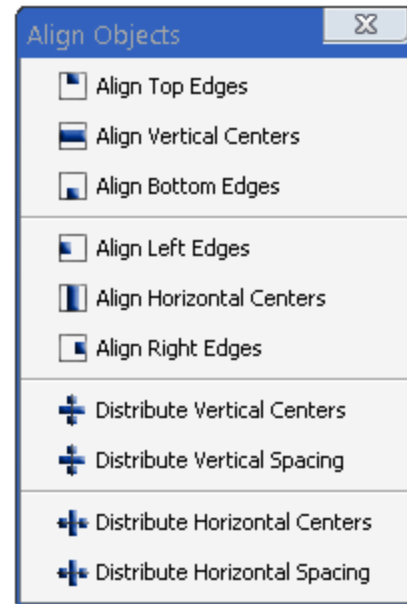 Align Objects
Align Top Edges
Align Vertical Centers
Align Bottom Edges
Align Left Edges
Align Horizontal Centers
Align Right Edges
Distribute Vertical Centers
Distribute Vertical Spacing
Distribute Horizontal Centers
Distribute Horizontal Spacing